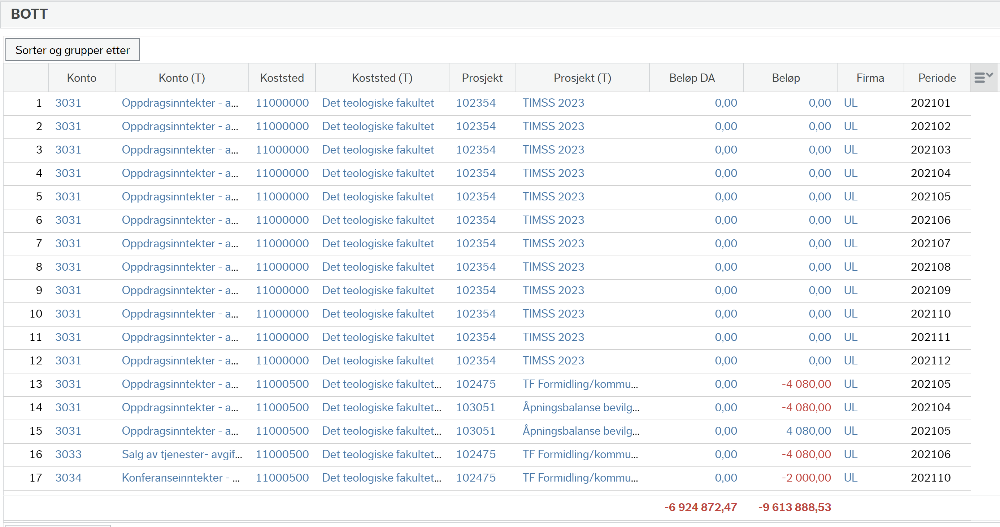 BOTT
Sorter og grupper etter
Konto Konto (T) Koststed Koststed (T) Prosjekt Prosjekt (T) Beløp DA Beløp Firma Periode
1 3031 Oppdragsinntekter - a... 11000000 Det teologiske fakultet 102354 TIMSS 2023 0,00 0,00 UL 202101
2 3031 Oppdragsinntekter - a... 11000000 Det teologiske fakultet 102354 TIMSS 2023 0,00 0,00 UL 202102
3 3031 Oppdragsinntekter - a... 11000000 Det teologiske fakultet 102354 TIMSS 2023 0,00 0,00 UL 202103
4 3031 Oppdragsinntekter - a... 11000000 Det teologiske fakultet 102354 TIMSS 2023 0,00 0,00 UL 202104
5 3031 Oppdragsinntekter - a... 11000000 Det teologiske fakultet 102354 TIMSS 2023 0,00 0,00 UL 202105
6 3031 Oppdragsinntekter - a... 11000000 Det teologiske fakultet 102354 TIMSS 2023 0,00 0,00 UL 202106
7 3031 Oppdragsinntekter - a... 11000000 Det teologiske fakultet 102354 TIMSS 2023 0,00 0,00 UL 202107
8 3031 Oppdragsinntekter - a... 11000000 Det teologiske fakultet 102354 TIMSS 2023 0,00 0,00 UL 202108
9 3031 Oppdragsinntekter - a... 11000000 Det teologiske fakultet 102354 TIMSS 2023 0,00 0,00 UL 202109
10 3031 Oppdragsinntekter - a... 11000000 Det teologiske fakultet 102354 TIMSS 2023 0,00 0,00 UL 202110
11 3031 Oppdragsinntekter - a... 11000000 Det teologiske fakultet 102354 TIMSS 2023 0,00 0,00 UL 202111
12 3031 Oppdragsinntekter - a... 11000000 Det teologiske fakultet 102354 TIMSS 2023 0,00 0,00 UL 202112
13 3031 Oppdragsinntekter - a... 11000500 Det teologiske fakultet... 102475 TF Formidling/kommu... 0,00 -4 080,00 UL 202105
14 3031 Oppdragsinntekter - a... 11000500 Det teologiske fakultet... 103051 Åpningsbalanse bevilg... 0,00 -4 080,00 UL 202104
15 3031 Oppdragsinntekter - a... 11000500 Det teologiske fakultet... 103051 Åpningsbalanse bevilg... 0,00 4 080,00 UL 202105
16 3033 Salg av tjenester- avgif... 11000500 Det teologiske fakultet... 102475 TF Formidling/kommu... 0,00 -4 080,00 UL 202106
17 3034 Konferanseinntekter - ... 11000500 Det teologiske fakultet... 102475 TF Formidling/kommu... 0,00 -2 000,00 UL 202110
-6 924 872,47 -9 613 888,53